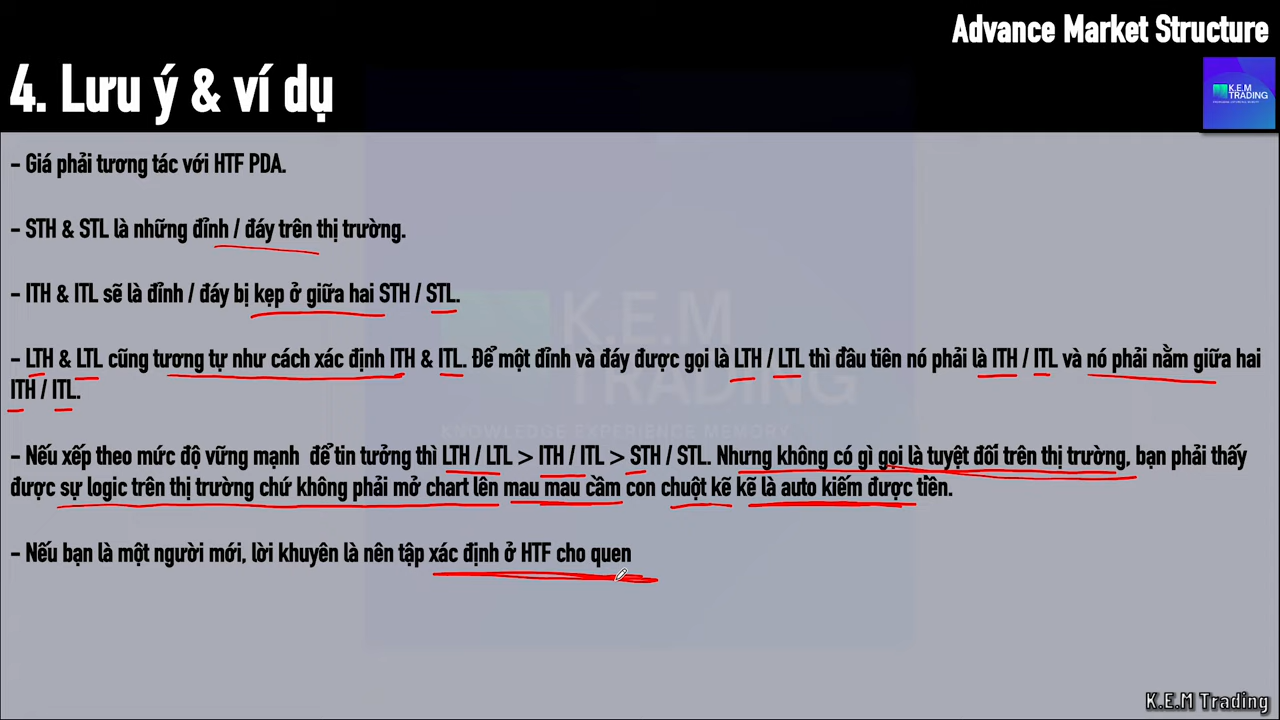 Advance Market Structure
4. Lưu ý & ví dụ
K.E.M
TRADING
– Giá phải tương tác với HTF PDA.
– STH & STL là những đỉnh / đáy trên thị trường.
– ITH & ITL sẽ là đỉnh / đáy bị kẹp ở giữa hai STH / STL.
K.E.M
TRADING
KNOWLEDGE EXPERIENCE MEMORY
– LTH & LTL cũng tương tự như cách xác định ITH & ITL. Để một đỉnh và đáy được gọi là LTH / LTL thì đầu tiên nó phải là ITH / ITL và nó phải nằm giữa hai
ITH / ITL.
– Nếu xếp theo mức độ vững mạnh để tin tưởng thì LTH / LTL > ITH / ITL > STH / STL. Nhưng không có gì gọi là tuyệt đối trên thị trường, bạn phải thấy
được sự logic trên thị trường chứ không phải mở chart lên mau mau cầm con chuột kẽ kẽ là auto kiếm được tiền.
– Nếu bạn là một người mới, lời khuyên là nên tập xác định ở HTF cho quen
K.E.M Trading